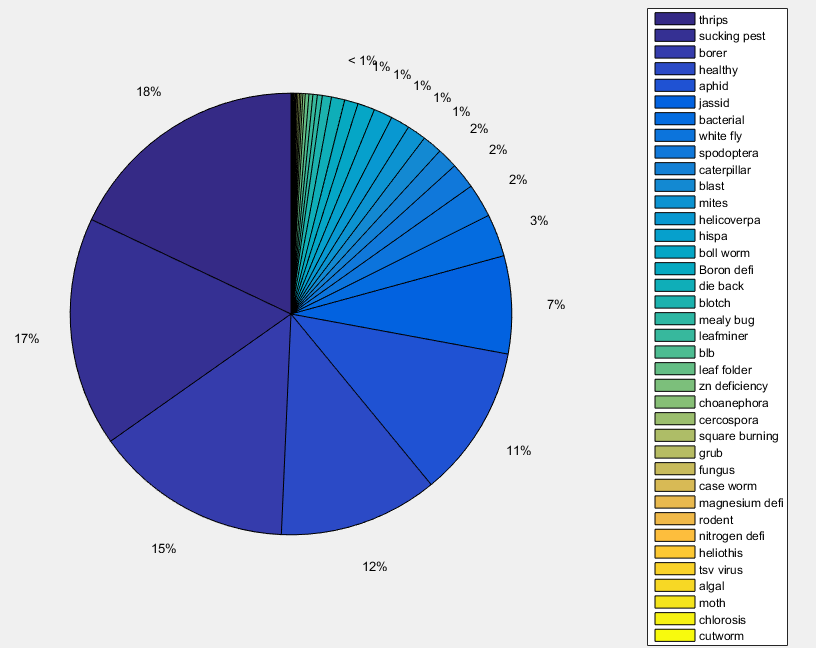 18%
17%
15%
12%
11%
7%
3%
2%
2%
2%
1%
1%
1%
1%
1%
< 1%
thrips
sucking pest
borer
healthy
aphid
jassid
bacterial
white fly
spodoptera
caterpillar
blast
mites
helicoverpa
hispa
boll worm
Boron defi
die back
blotch
mealy bug
leafminer
blb
leaf folder
zn deficiency
choanephora
cercospora
square burning
grub
fungus
case worm
magnesium defi
rodent
nitrogen defi
heliothis
tsv virus
algal
moth
chlorosis
cutworm